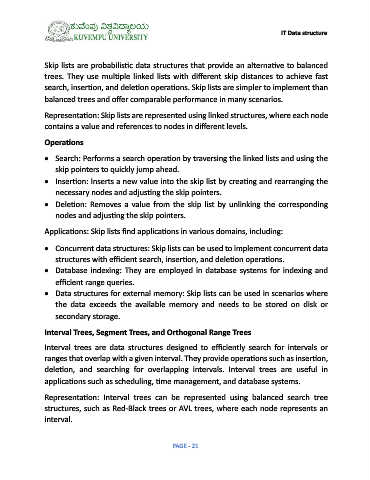 ಕುವೆಂಪು ವಿಶ್ವವಿದ್ಯಾಲಯ
KUVEMPU UNIVERSITY
IT Data structure
Skip lists are probabilistic data structures that provide an alternative to balanced
trees. They use multiple linked lists with different skip distances to achieve fast
search, insertion, and deletion operations. Skip lists are simpler to implement than
balanced trees and offer comparable performance in many scenarios.
Representation: Skip lists are represented using linked structures, where each node
contains a value and references to nodes in different levels.
Operations
• Search: Performs a search operation by traversing the linked lists and using the
skip pointers to quickly jump ahead.
• Insertion: Inserts a new value into the skip list by creating and rearranging the
necessary nodes and adjusting the skip pointers.
• Deletion: Removes a value from the skip list by unlinking the corresponding
nodes and adjusting the skip pointers.
Applications: Skip lists find applications in various domains, including:
• Concurrent data structures: Skip lists can be used to implement concurrent data
structures with efficient search, insertion, and deletion operations.
• Database indexing: They are employed in database systems for indexing and
efficient range queries.
• Data structures for external memory: Skip lists can be used in scenarios where
the data exceeds the available memory and needs to be stored on disk or
secondary storage.
Interval Trees, Segment Trees, and Orthogonal Range Trees
Interval trees are data structures designed to efficiently search for intervals or
ranges that overlap with a given interval. They provide operations such as insertion,
deletion, and searching for overlapping intervals. Interval trees are useful in
applications such as scheduling, time management, and database systems.
Representation: Interval trees can be represented using balanced search tree
structures, such as Red-Black trees or AVL trees, where each node represents an
interval.
PAGE - 21